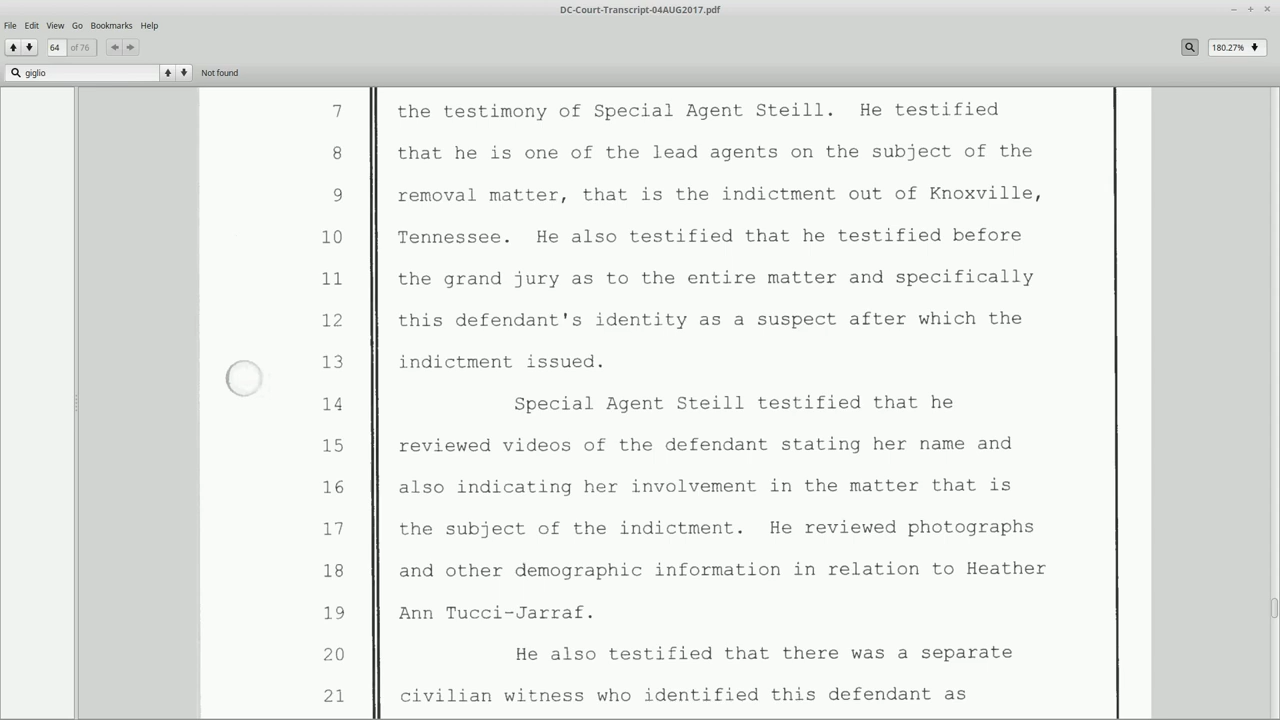 DC-Court-Transcript-04AUG2017.pdf
File Edit View Go Bookmarks Help
64 of 76 180.27%
giglio Not found
7 the testimony of Special Agent Steill. He testified
8 that he is one of the lead agents on the subject of the
9 removal matter, that is the indictment out of Knoxville,
10 Tennessee. He also testified that he testified before
11 the grand jury as to the entire matter and specifically
12 this defendant's identity as a suspect after which the
13 indictment issued.
14 Special Agent Steill testified that he
15 reviewed videos of the defendant stating her name and
16 also indicating her involvement in the matter that is
17 the subject of the indictment. He reviewed photographs
18 and other demographic information in relation to Heather
19 Ann Tucci-Jarraf.
20 He also testified that there was a separate
21 civilian witness who identified this defendant as